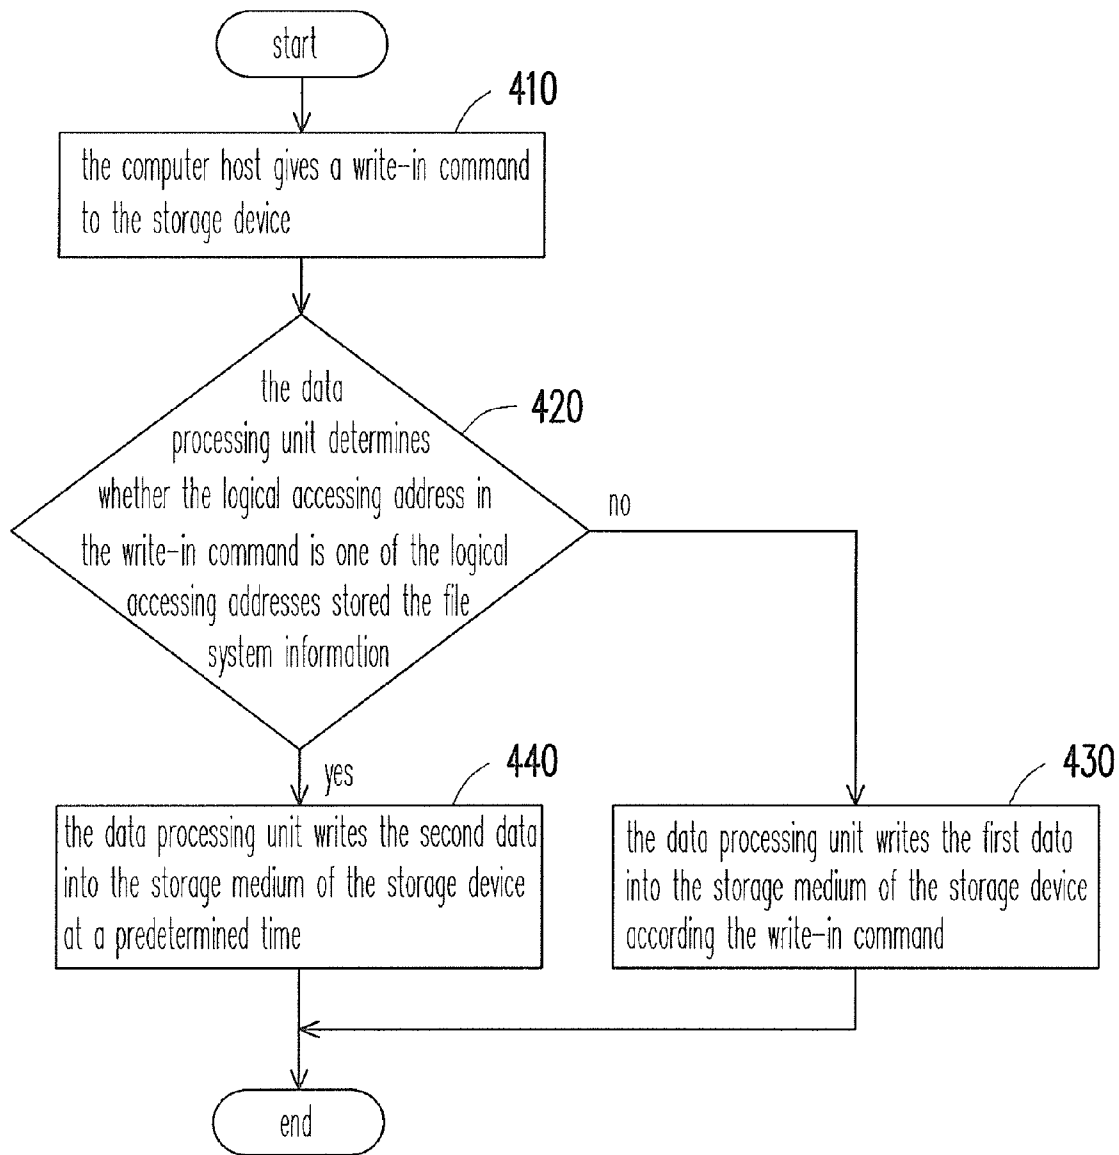 start
410
the computer host gives a write-in command
to the storage device
420
the data
processing unit determines
whether the logical accessing address in
the write-in command is one of the logical
accessing addresses stored the file
system information
no
yes
440
the data processing unit writes the second data
into the storage medium of the storage device
at a predetermined time
430
the data processing unit writes the first data
into the storage medium of the storage device
according the write-in command
end